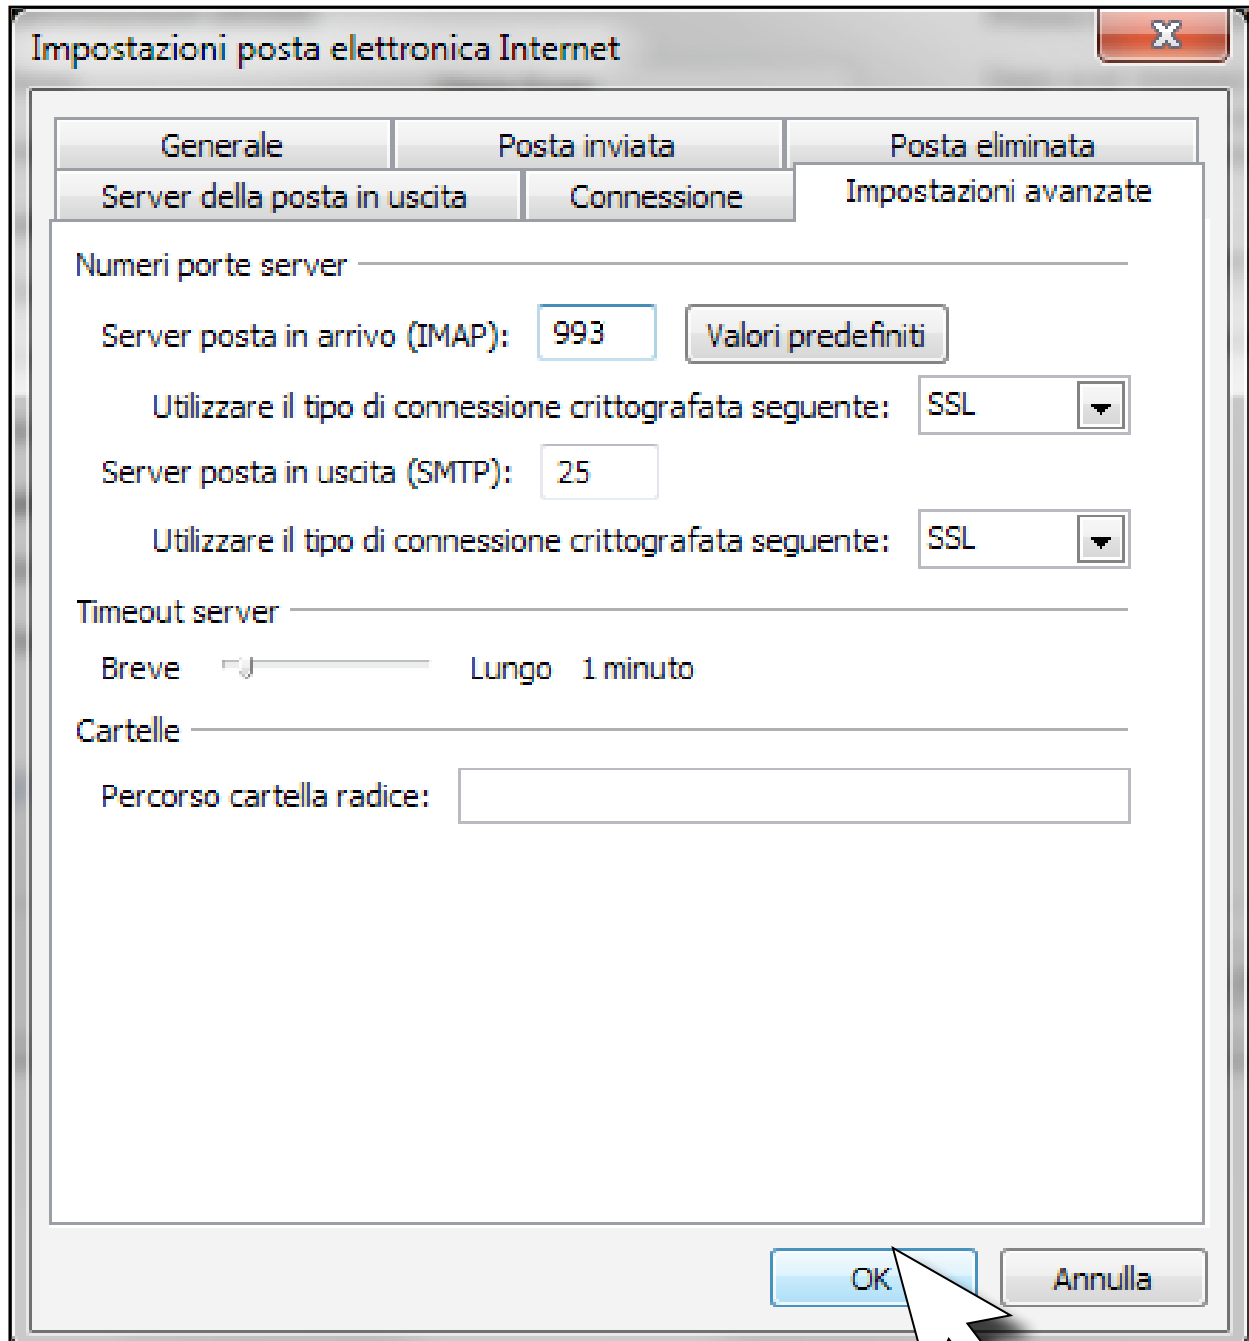 Impostazioni posta elettronica Internet
Generale Posta inviata Posta eliminata
Server della posta in uscita Connessione Impostazioni avanzate
Numeri porte server
Server posta in arrivo (IMAP): 993 Valori predefiniti
Utilizzare il tipo di connessione crittografata seguente: SSL
Server posta in uscita (SMTP): 25
Utilizzare il tipo di connessione crittografata seguente: SSL
Timeout server
Breve Lungo 1 minuto
Cartelle
Percorso cartella radice:
OK Annulla